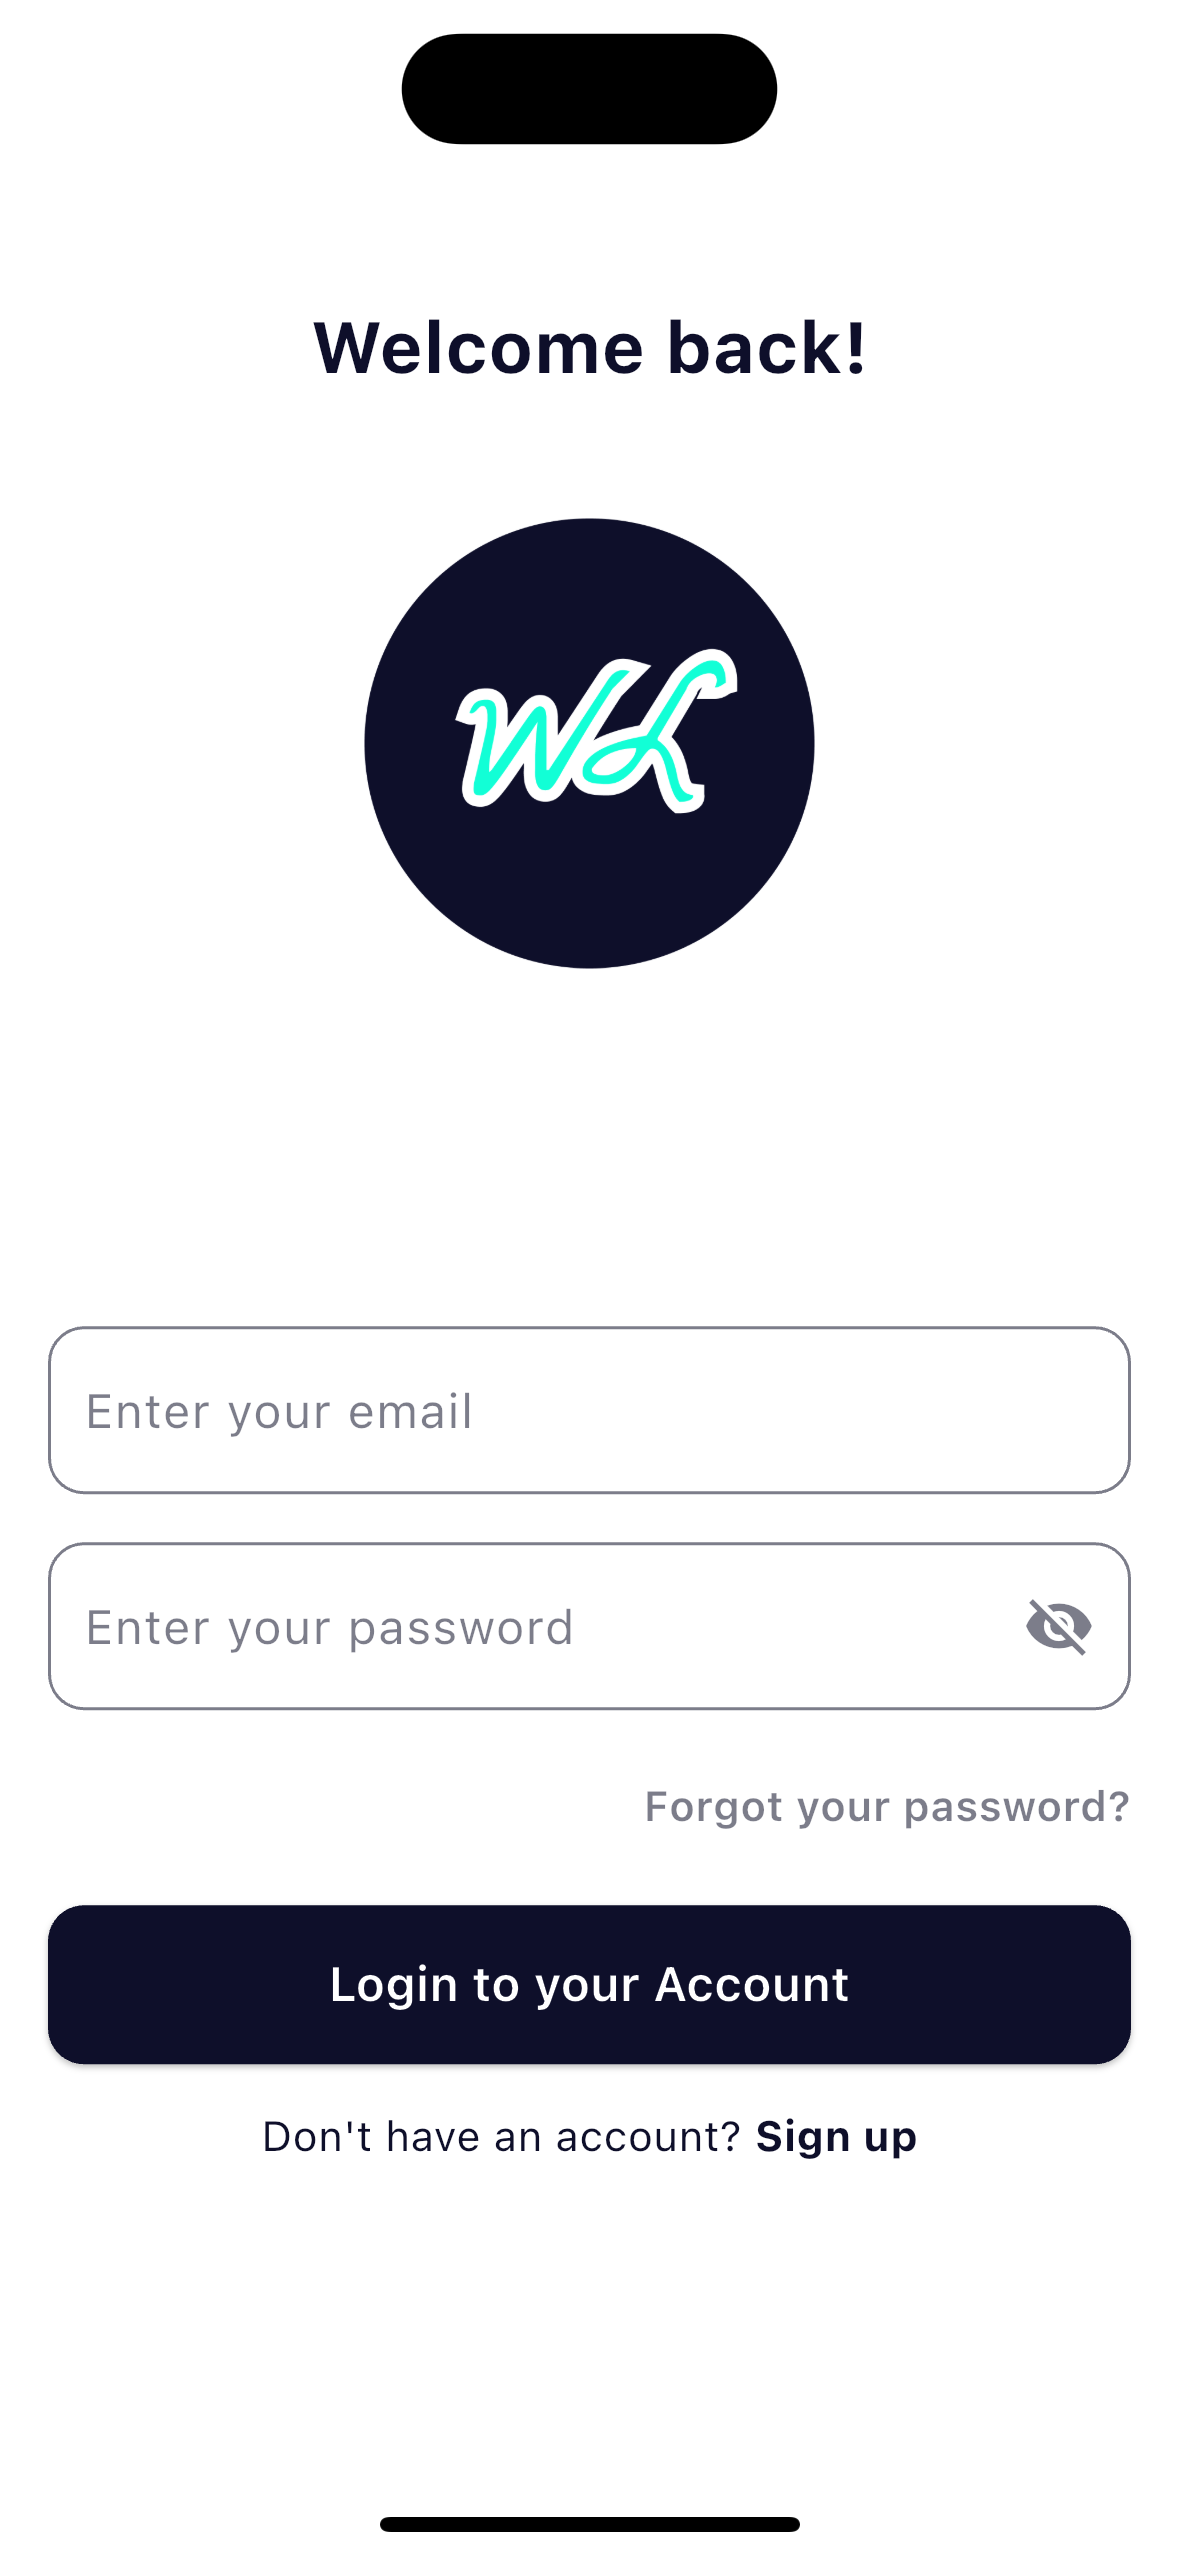 Welcome back!
WL
Enter your email
Enter your password
Forgot your password?
Login to your Account
Don't have an account? Sign up